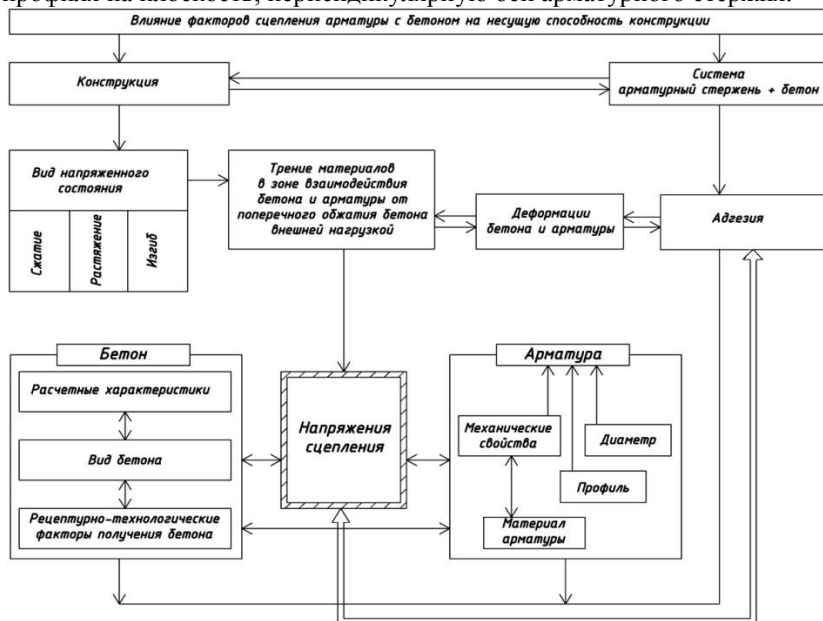 профиля на плоскость, перпендикулярную оси арматурного стержня.
Влияние факторов сцепления арматуры с бетоном на несущую способность конструкции
Конструкция
Система
арматурный стержень + бетон
Вид напряженного
состояния
Сжатие
Растяжение
Изгиб
Трение материалов
в зоне взаимодействия
бетона и арматуры от
поперечного обжатия бетона
внешней нагрузкой
Деформации
бетона и арматуры
Адгезия
Бетон
Расчетные характеристики
Вид бетона
Рецептурно-технологические
факторы получения бетона
Напряжения
сцепления
Арматура
Механические
свойства
Диаметр
Профиль
Материал
арматуры